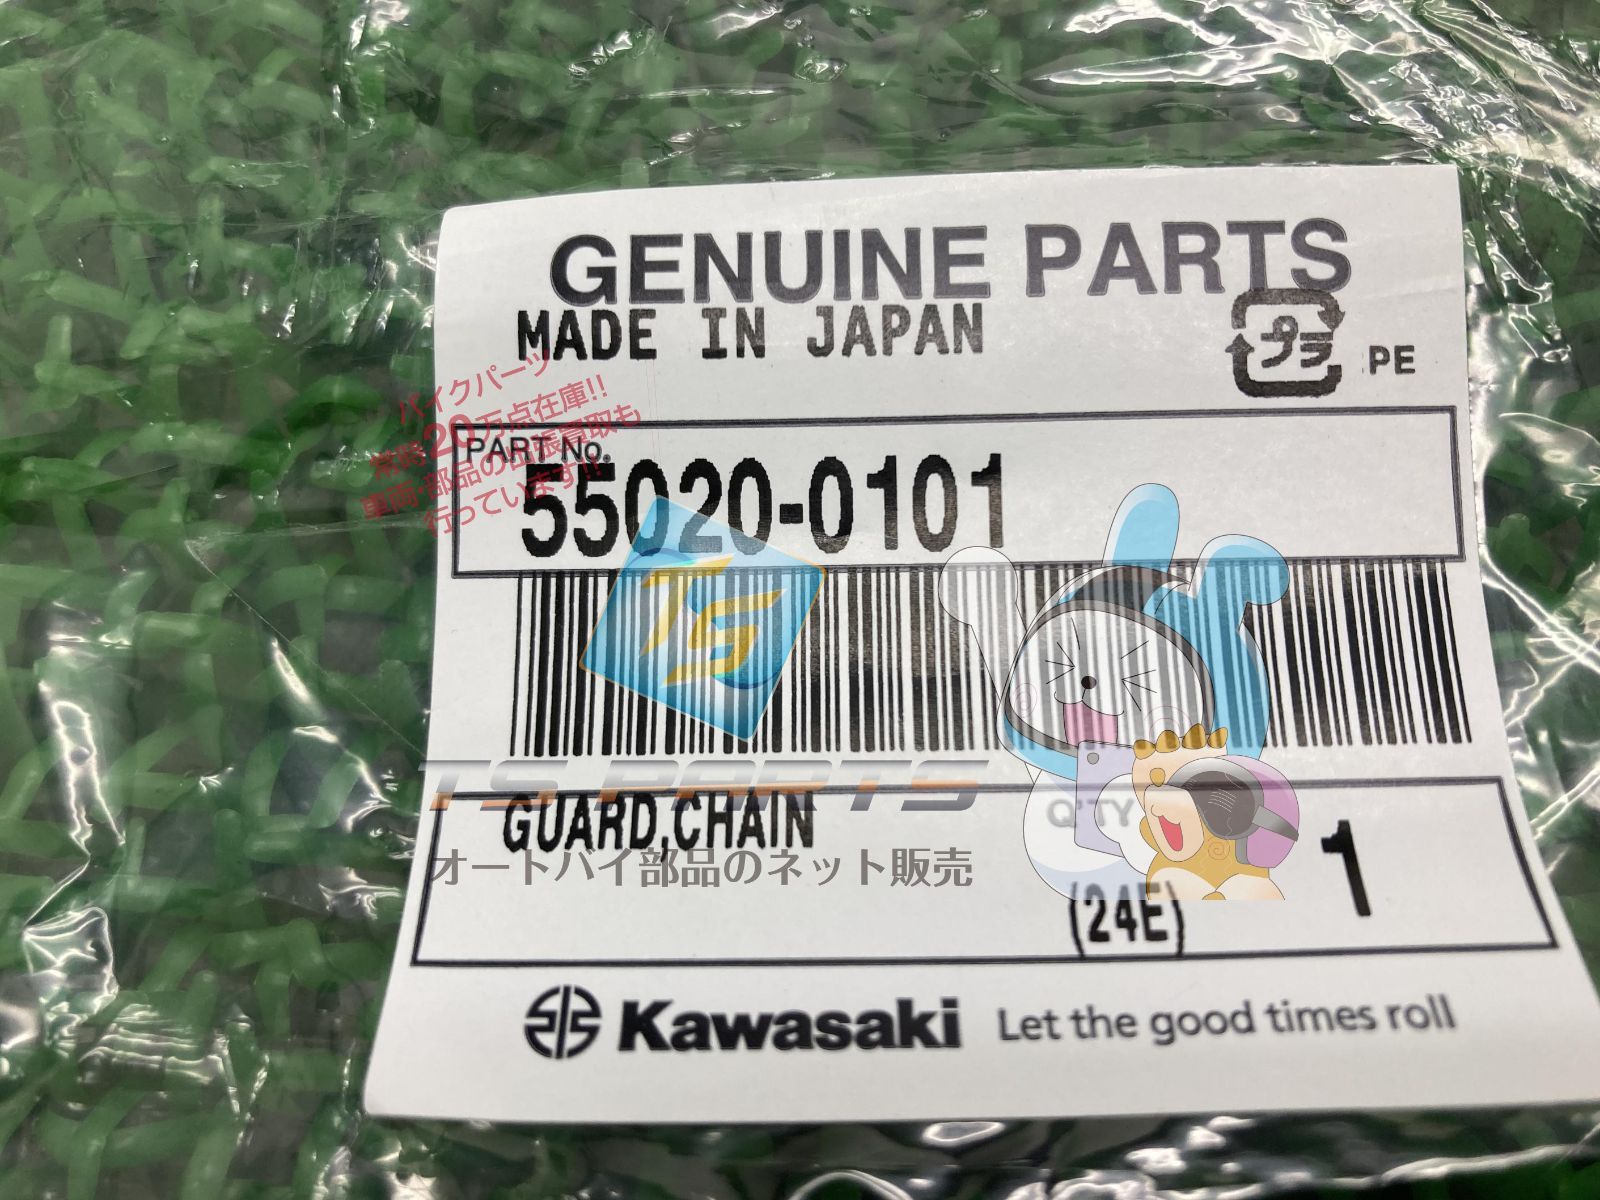 GENUINE PARTS
MADE IN JAPAN
プラ PE
バイクパーツ
常時20万点在庫!!
車両・部品の出張買取も
行っています!!
PART No.
55020-0101
TS
TS PARTS
GUARD,CHAIN
Q'TY
1
オートバイ部品のネット販売
(24E)
Kawasaki Let the good times roll